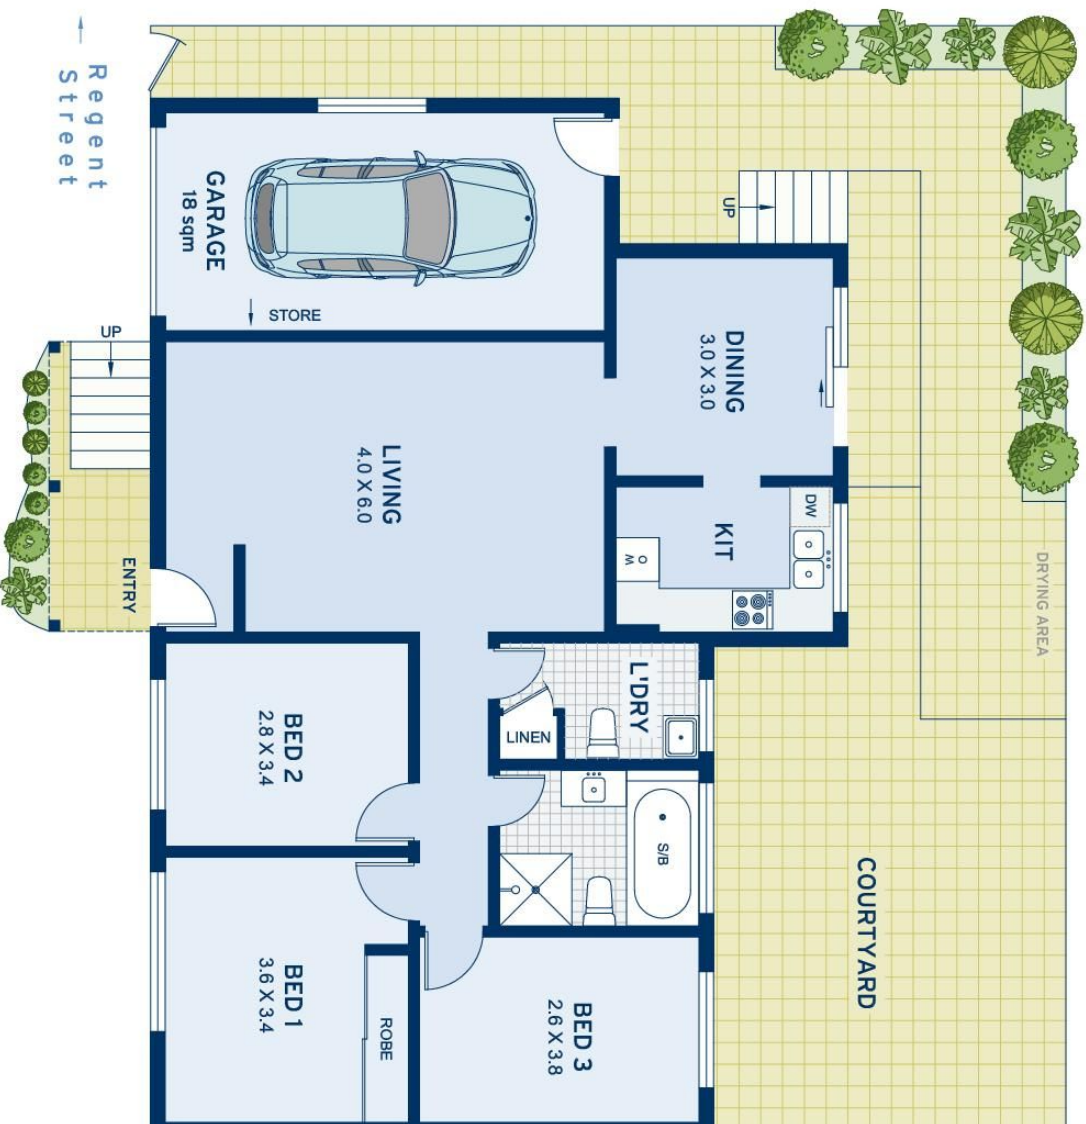 Regent
Street
GARAGE
18 sqm
STORE
UP
UP
DINING
3.0 X 3.0
LIVING
4.0 X 6.0
KIT
DW
O
W
ENTRY
DRYING AREA
L'DRY
LINEN
BED 2
2.8 X 3.4
S/B
COURTYARD
BED 1
3.6 X 3.4
ROBE
BED 3
2.6 X 3.8